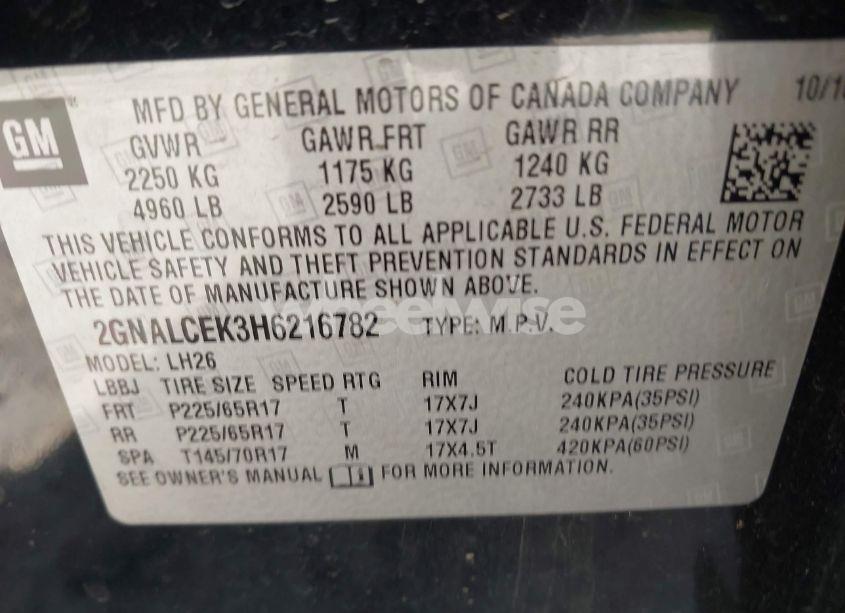 GM
MFD BY GENERAL MOTORS OF CANADA COMPANY
GVWR GAWR FRT GAWR RR
2250 KG 1175 KG 1240 KG
4960 LB 2590 LB 2733 LB
THIS VEHICLE CONFORMS TO ALL APPLICABLE U.S. FEDERAL MOTOR
VEHICLE SAFETY AND THEFT PREVENTION STANDARDS IN EFFECT ON
THE DATE OF MANUFACTURE SHOWN ABOVE.
2GNALCEK3H6216782 TYPE: M.P.V.
MODEL: LH26
LBBJ TIRE SIZE SPEED RTG RIM COLD TIRE PRESSURE
FRT P225/65R17 T 17X7J 240KPA(35PSI)
RR P225/65R17 T 17X7J 240KPA(35PSI)
SPA T145/70R17 M 17X4.5T 420KPA(60PSI)
SEE OWNER'S MANUAL FOR MORE INFORMATION.